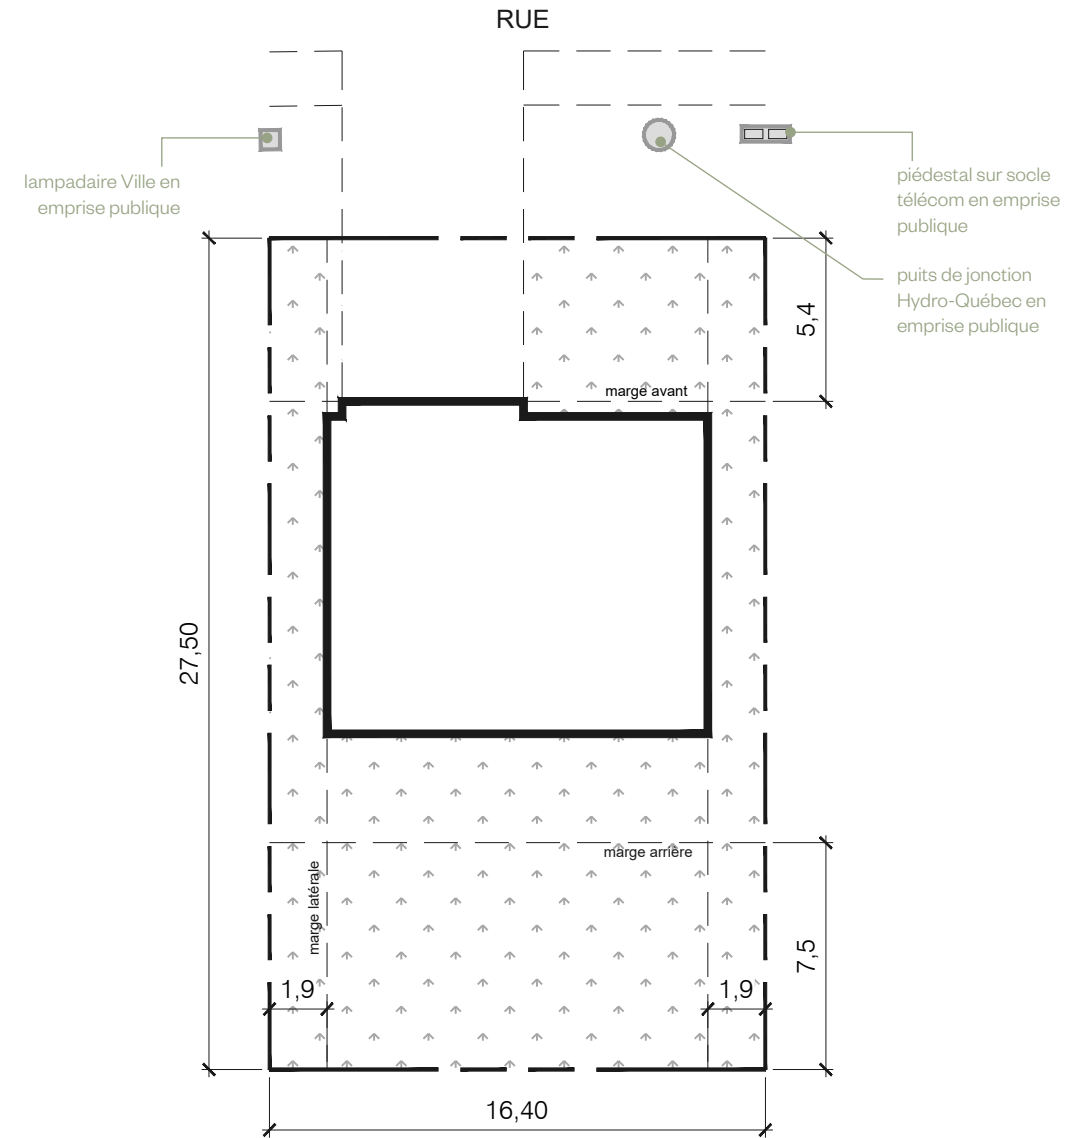 RUE
lampadaire Ville en
emprise publique
piédestal sur socle
télécom en emprise
publique
puits de jonction
Hydro-Québec en
emprise publique
5,4
marge avant
27,50
marge arrière
marge latérale
7,5
1,9
1,9
16,40